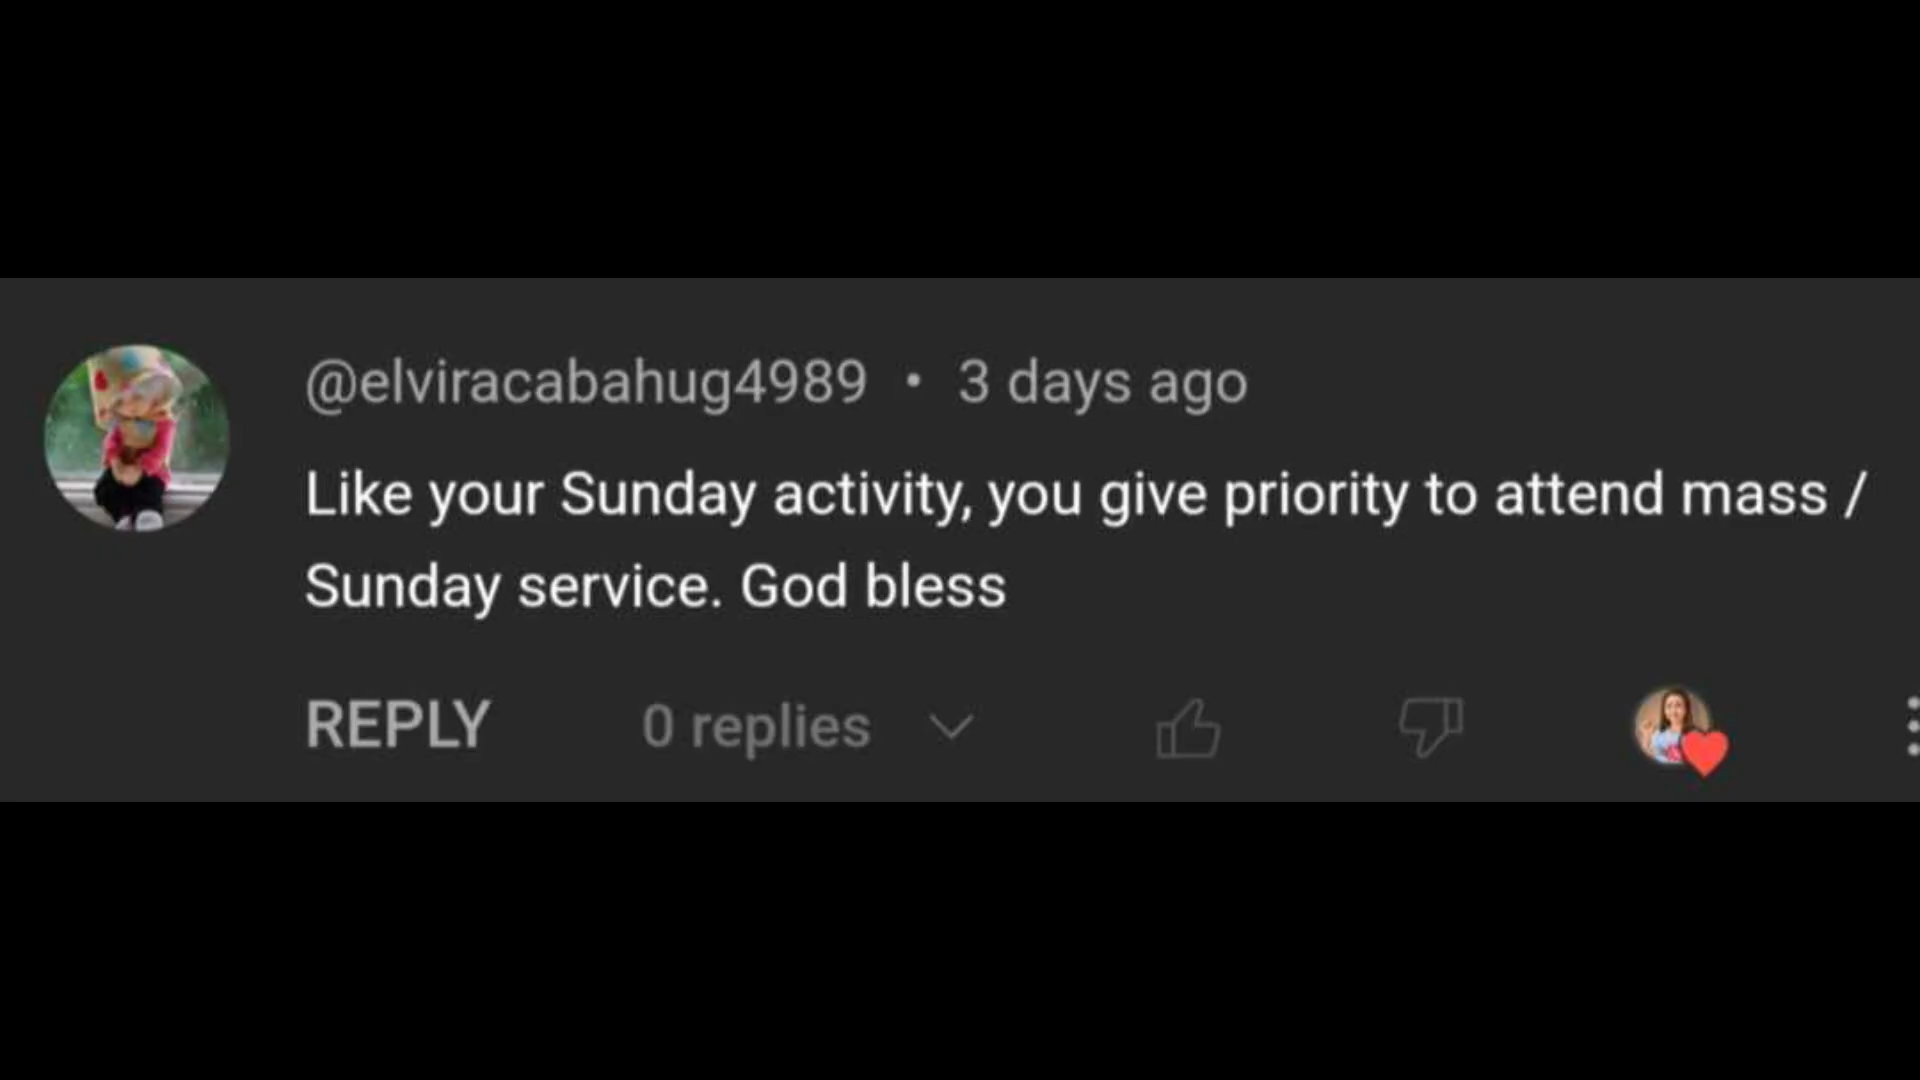 @elviracabahug4989 • 3 days ago
Like your Sunday activity, you give priority to attend mass /
Sunday service. God bless
REPLY 0 replies